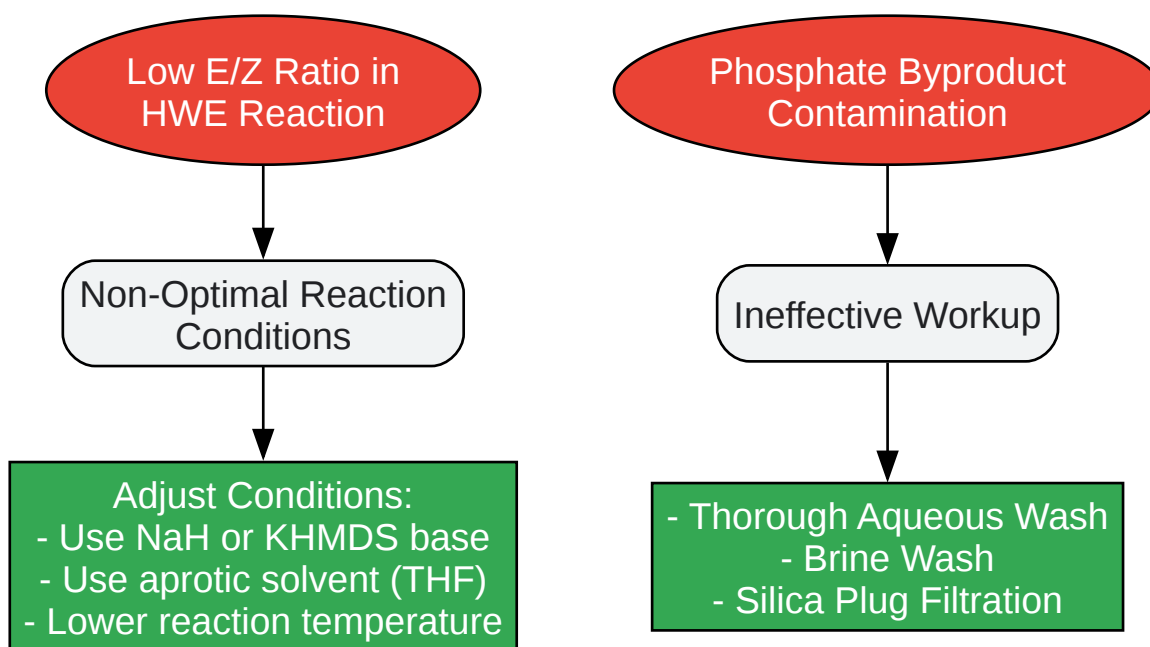 Low E/Z Ratio in
HWE Reaction
Non-Optimal Reaction
Conditions
Adjust Conditions:
- Use NaH or KHMDS base
- Use aprotic solvent (THF)
- Lower reaction temperature
Phosphate Byproduct
Contamination
Ineffective Workup
- Thorough Aqueous Wash
- Brine Wash
- Silica Plug Filtration